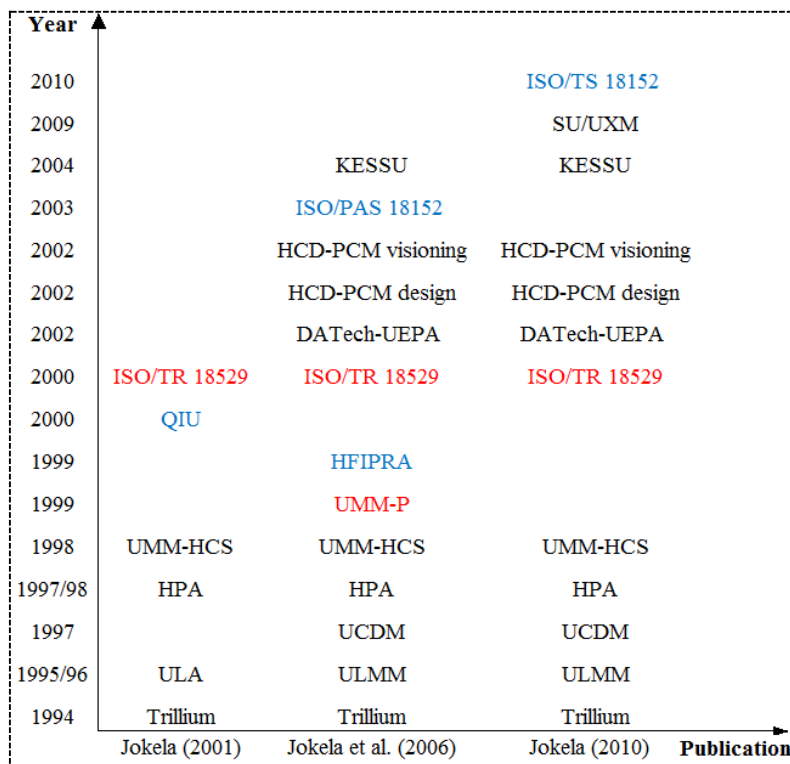 Year
2010 ISO/TS 18152
2009 SU/UXM
2004 KESSU KESSU
2003 ISO/PAS 18152
2002 HCD-PCM visioning HCD-PCM visioning
2002 HCD-PCM design HCD-PCM design
2002 DATech-UEPA DATech-UEPA
2000 ISO/TR 18529 ISO/TR 18529 ISO/TR 18529
2000 QIU
1999 HFIPRA
1999 UMM-P
1998 UMM-HCS UMM-HCS UMM-HCS
1997/98 HPA HPA HPA
1997 UCDM UCDM
1995/96 ULA ULMM ULMM
1994 Trillium Trillium Trillium
Jokela (2001) Jokela et al. (2006) Jokela (2010) Publication